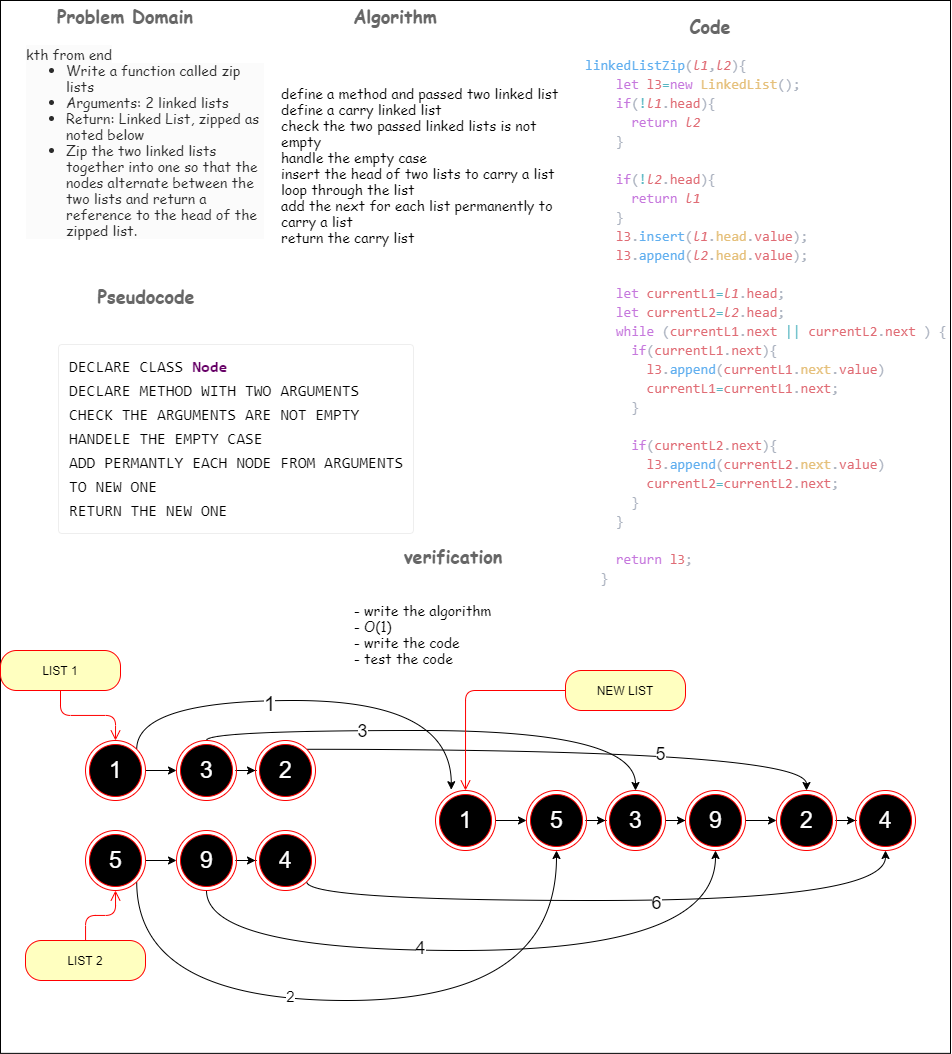 Problem Domain
kth from end
• Write a function called zip
lists
• Arguments: 2 linked lists
• Return: Linked List, zipped as
noted below
• Zip the two linked lists
together into one so that the
nodes alternate between the
two lists and return a
reference to the head of the
zipped list.
Algorithm
define a method and passed two linked list
define a carry linked list
check the two passed linked lists is not
empty
handle the empty case
insert the head of two lists to carry a list
loop through the list
add the next for each list permanently to
carry a list
return the carry list
Code
linkedListZip(l1,l2){
let l3=new LinkedList();
if(!l1.head){
return l2
}
if(!l2.head){
return l1
}
l3.insert(l1.head.value);
l3.append(l2.head.value);
let currentL1=l1.head;
let currentL2=l2.head;
while (currentL1.next || currentL2.next ) {
if(currentL1.next){
l3.append(currentL1.next.value)
currentL1=currentL1.next;
}
if(currentL2.next){
l3.append(currentL2.next.value)
currentL2=currentL2.next;
}
}
return l3;
}
Pseudocode
DECLARE CLASS Node
DECLARE METHOD WITH TWO ARGUMENTS
CHECK THE ARGUMENTS ARE NOT EMPTY
HANDELE THE EMPTY CASE
ADD PERMANTLY EACH NODE FROM ARGUMENTS
TO NEW ONE
RETURN THE NEW ONE
verification
- write the algorithm
- O(1)
- write the code
- test the code
LIST 1
NEW LIST
1
3
5
1 3 2
1 5 3 9 2 4
5 9 4
6
4
LIST 2
2